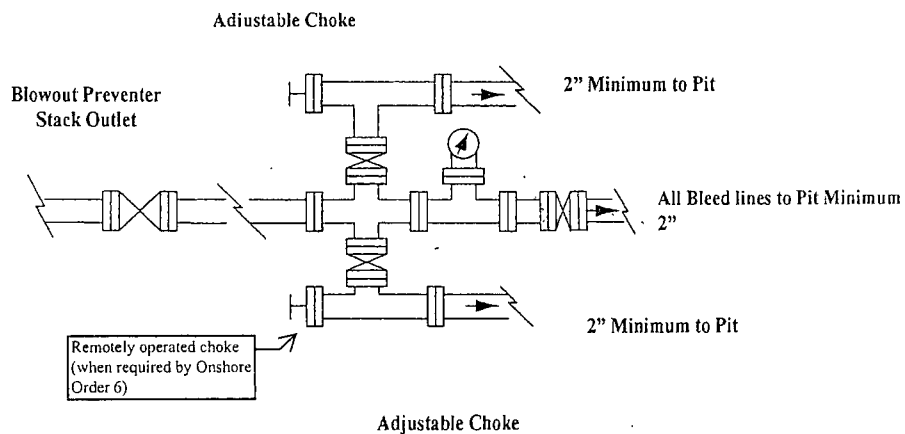 Adjustable Choke
Blowout Preventer
Stack Outlet
2" Minimum to Pit
All Bleed lines to Pit Minimum
2"
2" Minimum to Pit
Remotely operated choke
(when required by Onshore
Order 6)
Adjustable Choke